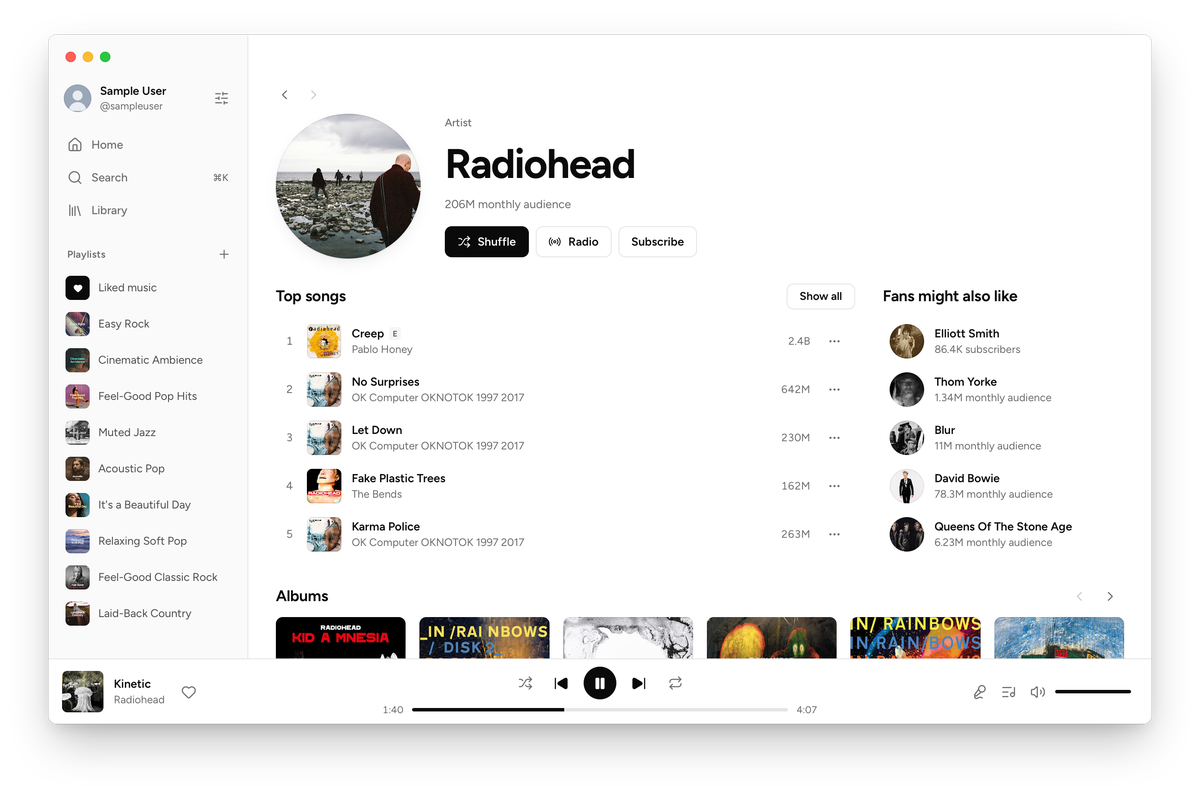 Sample User
@sampleuser
Home
Search ⌘K
Library
Playlists
Liked music
Easy Rock
Cinematic Ambience
Feel-Good Pop Hits
Muted Jazz
Acoustic Pop
It's a Beautiful Day
Relaxing Soft Pop
Feel-Good Classic Rock
Laid-Back Country
Artist
Radiohead
206M monthly audience
Shuffle
Radio
Subscribe
Top songs
Show all
1
Creep E
Pablo Honey
2.4B
2
No Surprises
OK Computer OKNOTOK 1997 2017
642M
3
Let Down
OK Computer OKNOTOK 1997 2017
230M
4
RADIOHEAD
Fake Plastic Trees
The Bends
162M
5
Karma Police
OK Computer OKNOTOK 1997 2017
263M
Fans might also like
Elliott Smith
86.4K subscribers
Thom Yorke
1.34M monthly audience
Blur
11M monthly audience
David Bowie
78.3M monthly audience
Queens Of The Stone Age
6.23M monthly audience
Albums
RADIOHEAD
KID A MNESIA
_IN /RAI NBOWS
/ DISK 2_
IN/ RAINBOWS
IN RAIN/BOWS
Kinetic
Radiohead
1:40
4:07